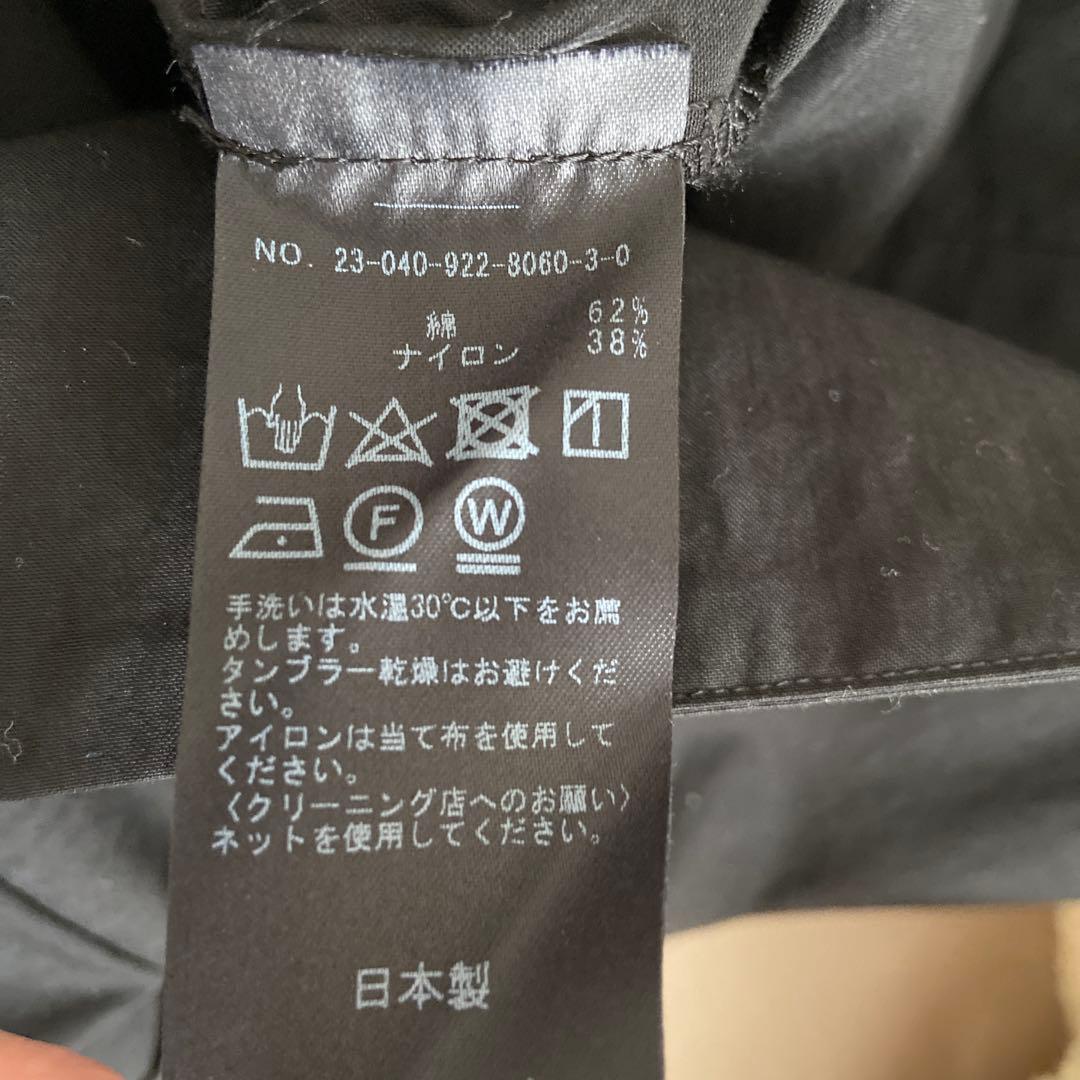 NO. 23-040-922-8060-3-0
綿 62%
ナイロン 38%
F W
手洗いは水温30℃以下をお薦
めします。
タンブラー乾燥はお避けくだ
さい。
アイロンは当て布を使用して
ください。
〈クリーニング店へのお願い〉
ネットを使用してください。
日本製